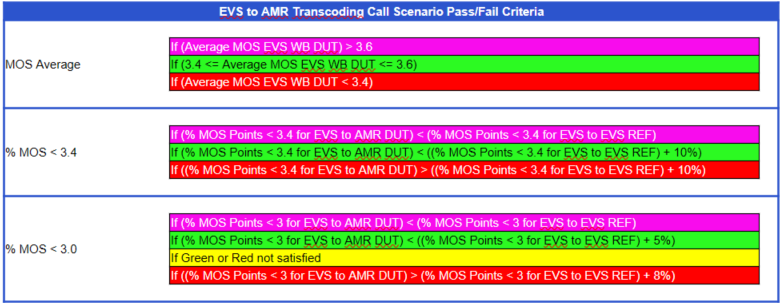 EVS to AMR Transcoding Call Scenario Pass/Fail Criteria
MOS Average
If (Average MOS EVS WB DUT) > 3.6
If (3.4 <= Average MOS EVS WB DUT <= 3.6)
If (Average MOS EVS WB DUT < 3.4)
% MOS < 3.4
If (% MOS Points < 3.4 for EVS to AMR DUT) < (% MOS Points < 3.4 for EVS to EVS REF)
If (% MOS Points < 3.4 for EVS to AMR DUT) < ((% MOS Points < 3.4 for EVS to EVS REF) + 10%)
If ((% MOS Points < 3.4 for EVS to AMR DUT) > ((% MOS Points < 3.4 for EVS to EVS REF) + 10%)
% MOS < 3.0
If (% MOS Points < 3 for EVS to AMR DUT) < (% MOS Points < 3 for EVS to EVS REF)
If (% MOS Points < 3 for EVS to AMR DUT) < ((% MOS Points < 3 for EVS to EVS REF) + 5%)
If Green or Red not satisfied
If ((% MOS Points < 3 for EVS to AMR DUT) > (% MOS Points < 3 for EVS to EVS REF) + 8%)